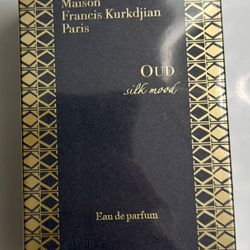 Maison
Francis Kurkdjian
Paris
OUD
silk mood
Eau de parfum